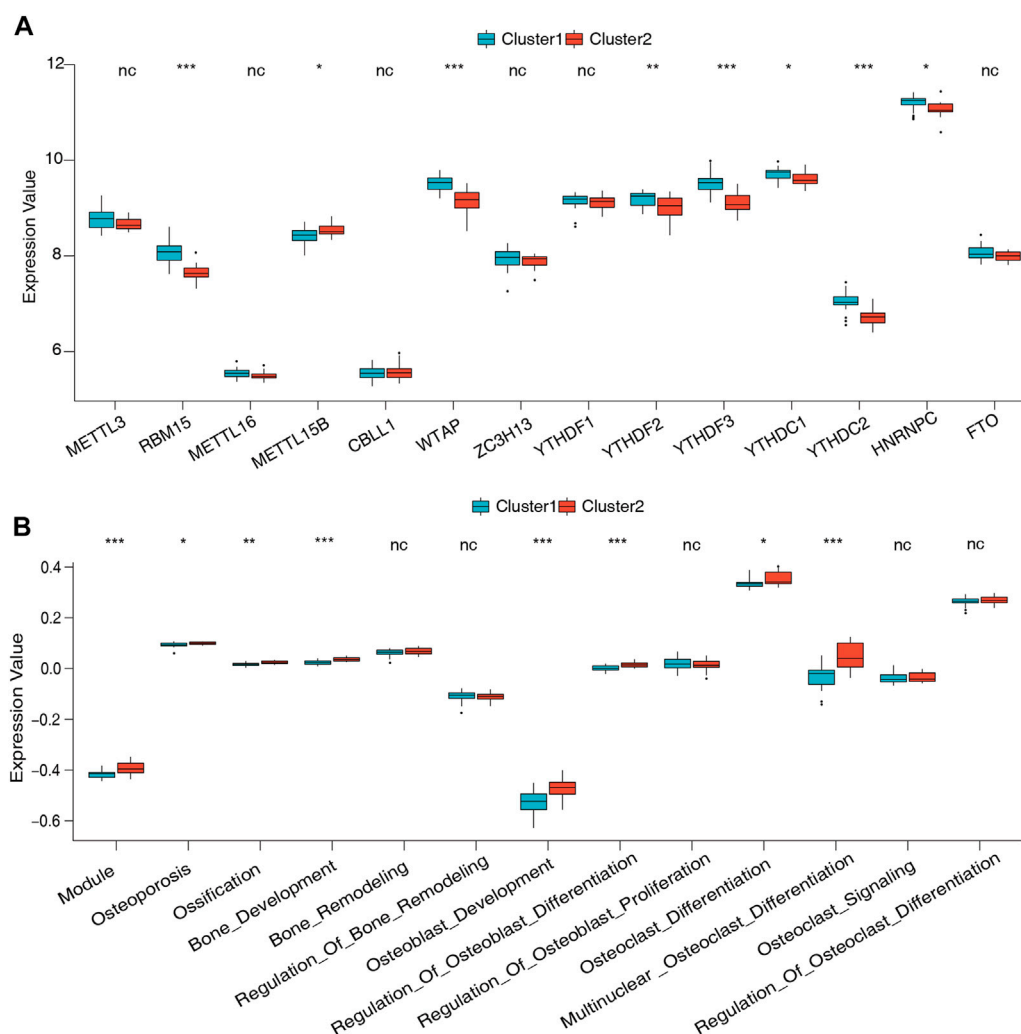 A
Cluster1 Cluster2
nc *** nc * nc *** nc nc ** *** * *** * nc
Expression Value
12
10
8
6
METTL3 RBM15 METTL16 METTL15B CBLL1 WTAP ZC3H13 YTHDF1 YTHDF2 YTHDF3 YTHDC1 YTHDC2 HNRNPC FTO
B
Cluster1 Cluster2
*** * ** *** nc nc *** *** nc * *** nc nc
Expression Value
0.4
0.2
0.0
-0.2
-0.4
-0.6
Module
Osteoporosis
Ossification
Bone_Development
Bone_Remodeling
Regulation_Of_Bone_Remodeling
Osteoblast_Development
Regulation_Of_Osteoblast_Differentiation
Regulation_Of_Osteoblast_Proliferation
Osteoclast_Differentiation
Multinuclear_Osteoclast_Differentiation
Osteoclast_Signaling
Regulation_Of_Osteoclast_Differentiation